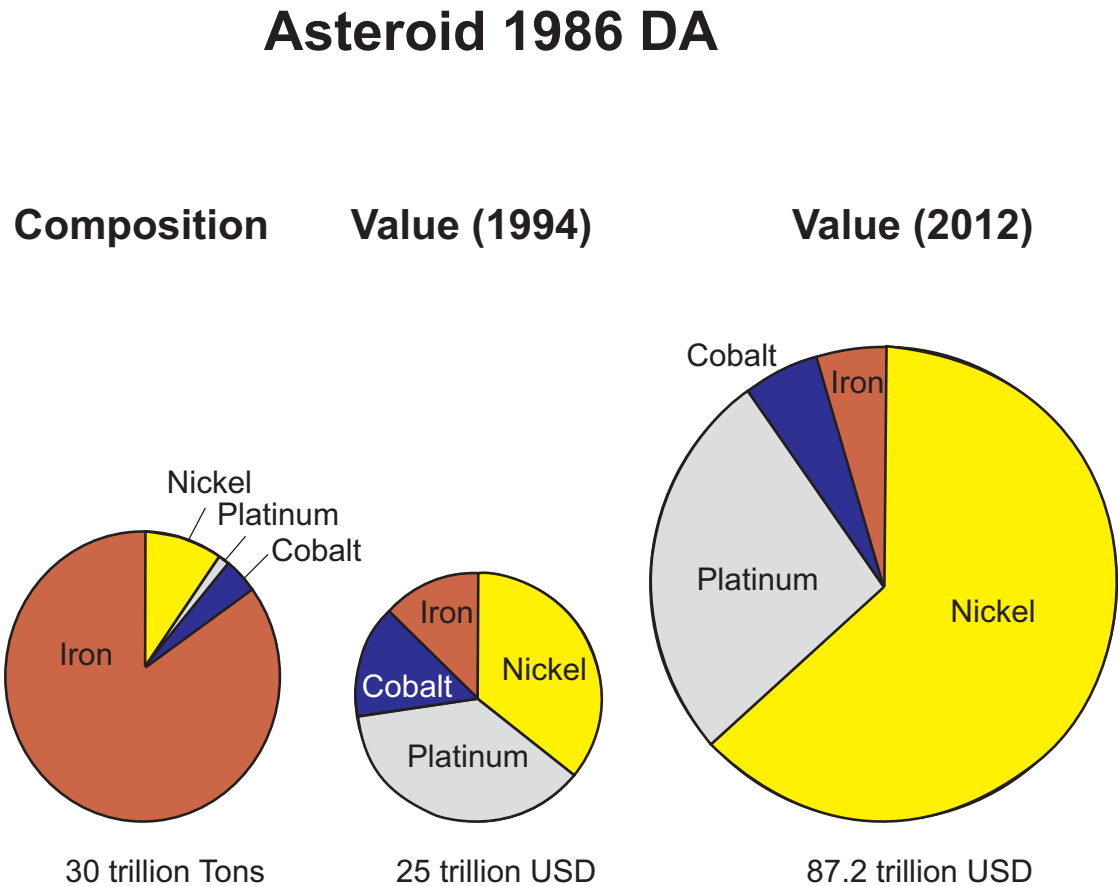 Asteroid 1986 DA
Composition
Value (1994)
Value (2012)
Nickel
Platinum
Cobalt
Iron
Iron
Cobalt
Nickel
Platinum
Cobalt
Iron
Platinum
Nickel
30 trillion Tons
25 trillion USD
87.2 trillion USD